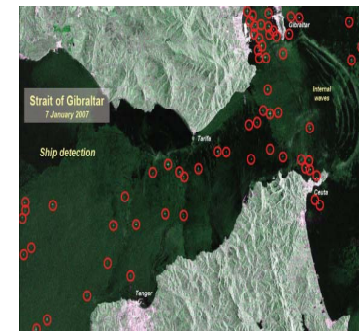 Gibraltar
Strait of Gibraltar
7 January 2007
Internal
waves
Tarifa
Ship detection
Ceuta
Tanger